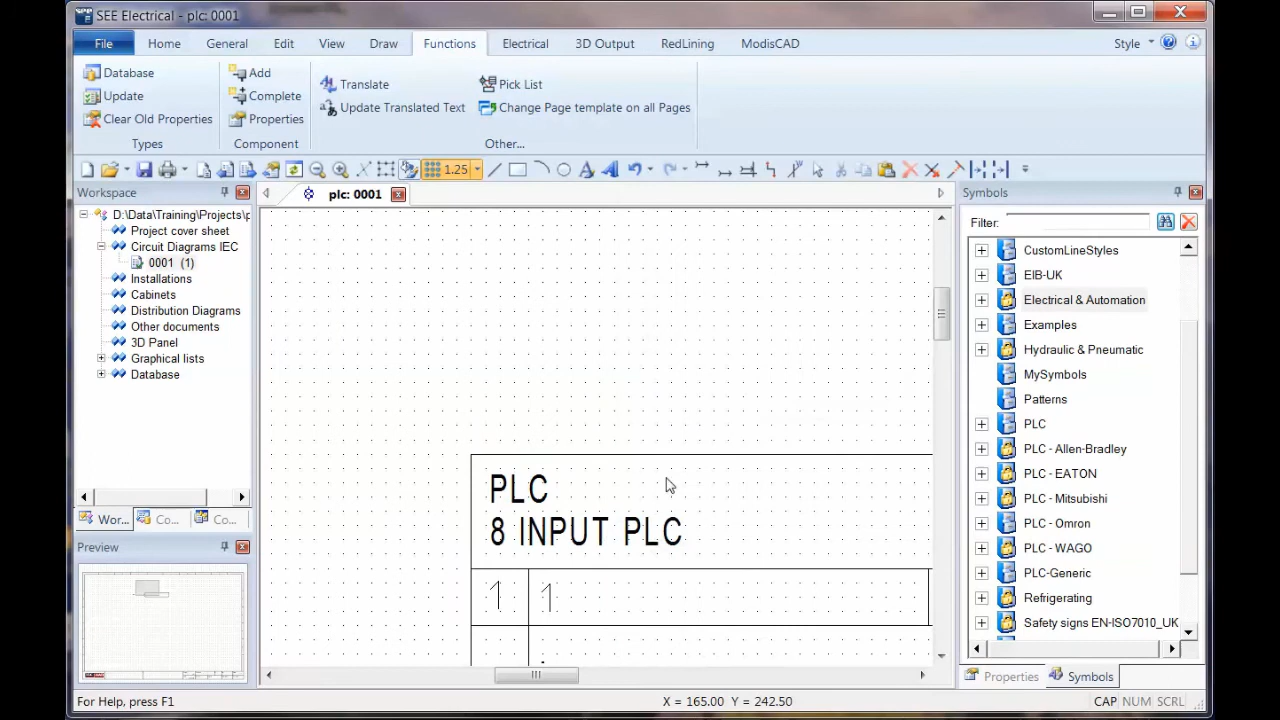 SEE Electrical - plc: 0001
File Home General Edit View Draw Functions Electrical 3D Output RedLining ModisCAD Style
Database Add Translate Pick List
Update Complete Update Translated Text Change Page template on all Pages
Clear Old Properties Properties
Types Component Other...
1.25
Workspace plc: 0001 Symbols
D:\Data\Training\Projects\p
Project cover sheet
Circuit Diagrams IEC
0001 (1)
Installations
Cabinets
Distribution Diagrams
Other documents
3D Panel
Graphical lists
Database
Wor... Co... Co...
Preview
PLC
8 INPUT PLC
1 1
Filter:
CustomLineStyles
EIB-UK
Electrical & Automation
Examples
Hydraulic & Pneumatic
MySymbols
Patterns
PLC
PLC - Allen-Bradley
PLC - EATON
PLC - Mitsubishi
PLC - Omron
PLC - WAGO
PLC-Generic
Refrigerating
Safety signs EN-ISO7010_UK
Properties Symbols
For Help, press F1 X = 165.00 Y = 242.50 CAP NUM SCRL